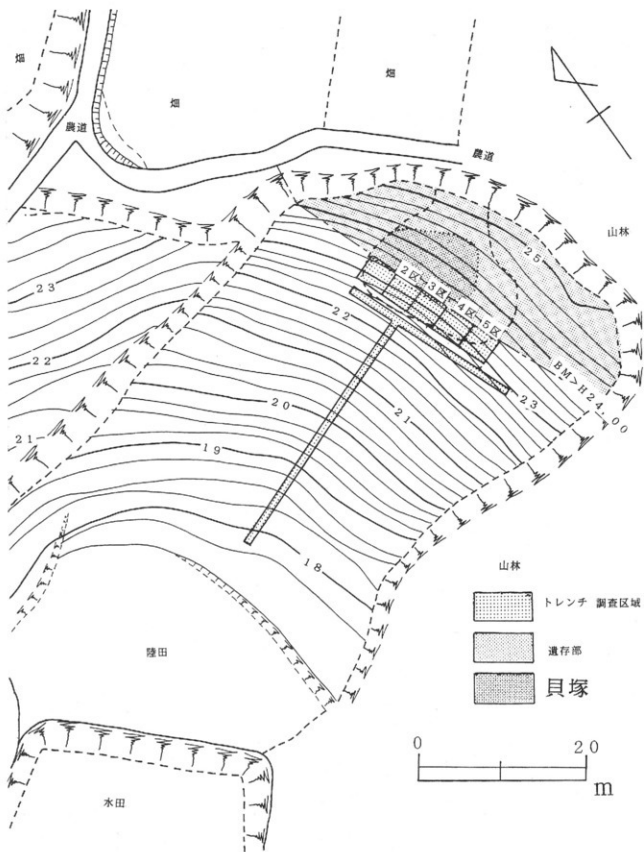 畑
畑
畑
農道
農道
山林
25
23
2区
3区
4区
5区
22
22
BM>H24.00
23
21
20
21
19
18
山林
トレンチ 調査区域
遺存部
貝塚
陸田
0 20
m
水田